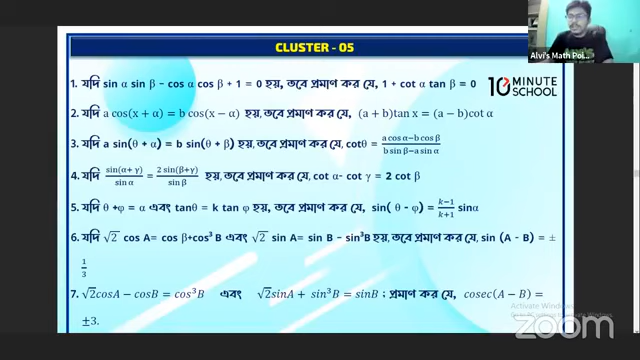 CLUSTER - 05
Alvi's Math Poi...
10 MINUTE SCHOOL
1. যদি sin α sin β − cos α cos β + 1 = 0 হয়, তবে প্রমাণ কর যে, 1 + cot α tan β = 0
2. যদি a cos(x + α) = b cos(x − α) হয়, তবে প্রমাণ কর যে, (a + b)tan x = (a − b)cot α
3. যদি a sin(θ + α) = b sin(θ + β) হয়, তবে প্রমাণ কর যে, cotθ = (a cos α−b cos β)/(b sin β−a sin α)
4. যদি sin(α+ γ)/sin α = 2 sin(β+γ)/sin β হয়, তবে প্রমাণ কর যে, cot α- cot γ = 2 cot β
5. যদি θ +φ = α এবং tanθ = k tan φ হয়, তবে প্রমাণ কর যে, sin( θ - φ) = (k−1)/(k+1) sinα
6. যদি √2 cos A= cos β+cos³ B এবং √2 sin A= sin B − sin³B হয়, তবে প্রমাণ কর যে, sin (A - B) = ±
1/3
7. √2cosA − cosB = cos³B এবং √2sinA + sin³B = sinB ; প্রমাণ কর যে, cosec(A − B) =
±3.
Activate Windows
zoom